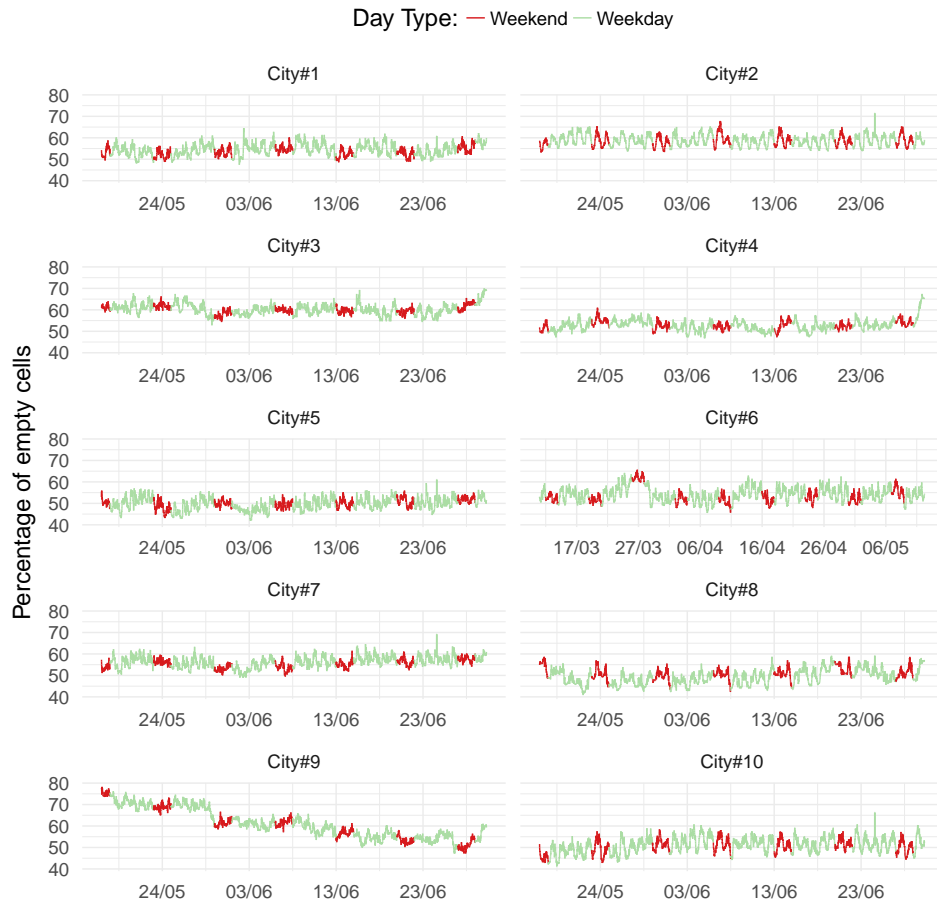 Day Type: Weekend Weekday
City#1 City#2
80
70
60
50
40
24/05 03/06 13/06 23/06 24/05 03/06 13/06 23/06
City#3 City#4
80
70
60
50
40
24/05 03/06 13/06 23/06 24/05 03/06 13/06 23/06
Percentage of empty cells
City#5 City#6
80
70
60
50
40
24/05 03/06 13/06 23/06 17/03 27/03 06/04 16/04 26/04 06/05
City#7 City#8
80
70
60
50
40
24/05 03/06 13/06 23/06 24/05 03/06 13/06 23/06
City#9 City#10
80
70
60
50
40
24/05 03/06 13/06 23/06 24/05 03/06 13/06 23/06